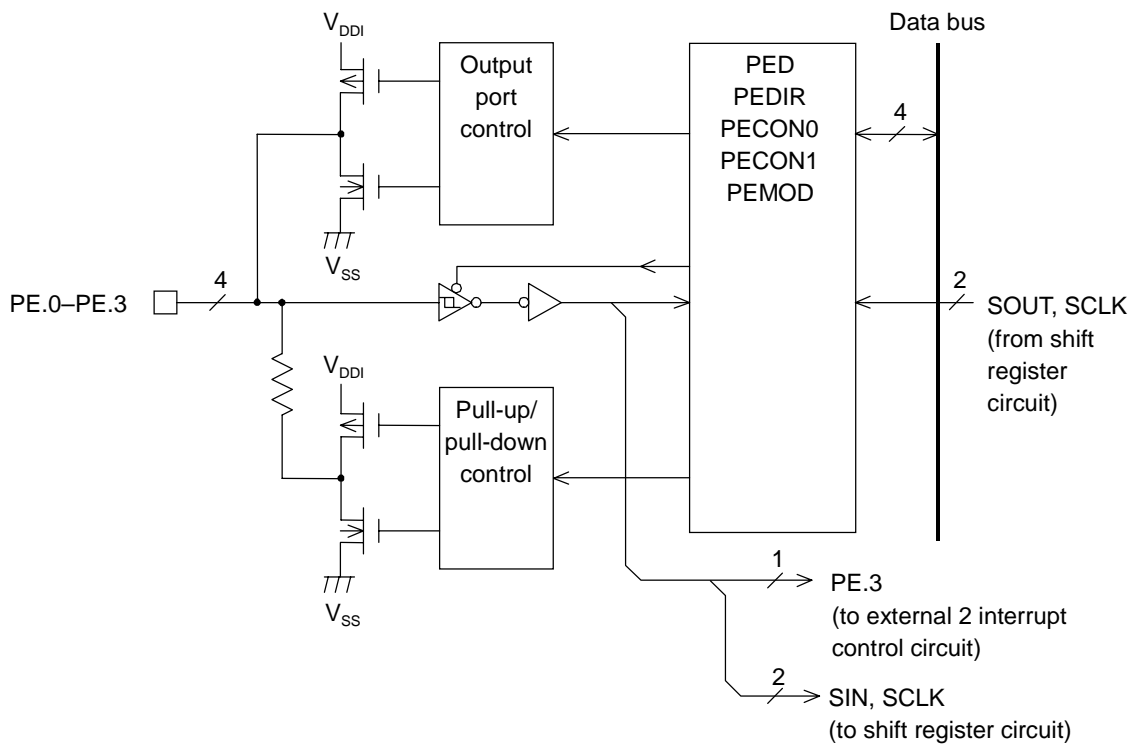 VDDI
Output
port
control
VSS
PED
PEDIR
PECON0
PECON1
PEMOD
Data bus
4
PE.0–PE.3
4
2
SOUT, SCLK
(from shift
register
circuit)
VDDI
Pull-up/
pull-down
control
VSS
1
PE.3
(to external 2 interrupt
control circuit)
2
SIN, SCLK
(to shift register circuit)